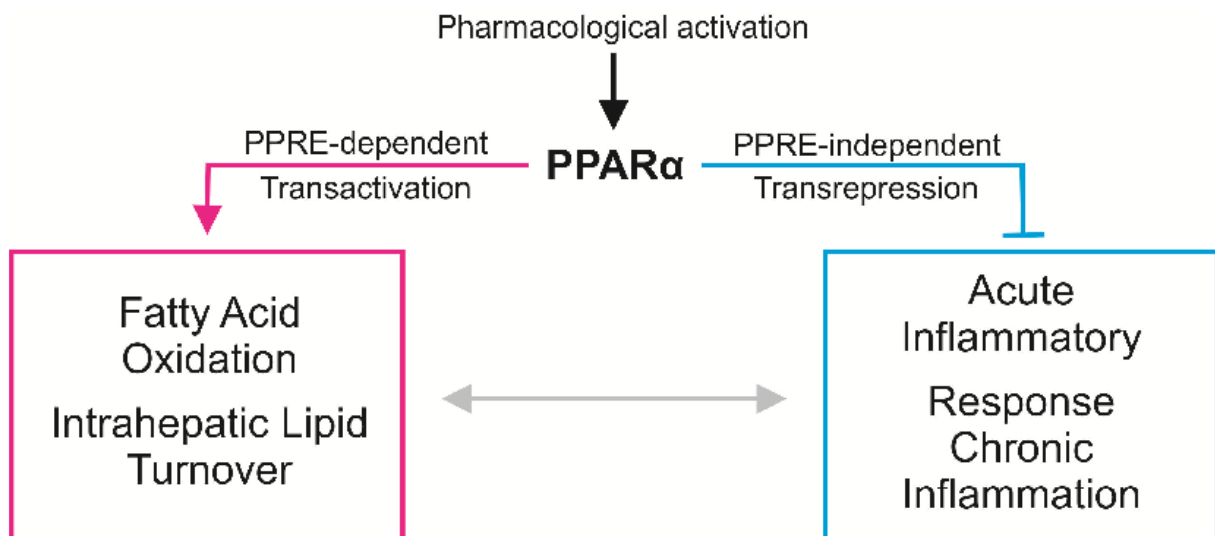 Pharmacological activation
PPRE-dependent
Transactivation
PPARα
PPRE-independent
Transrepression
Fatty Acid
Oxidation
Intrahepatic Lipid
Turnover
Acute
Inflammatory
Response
Chronic
Inflammation